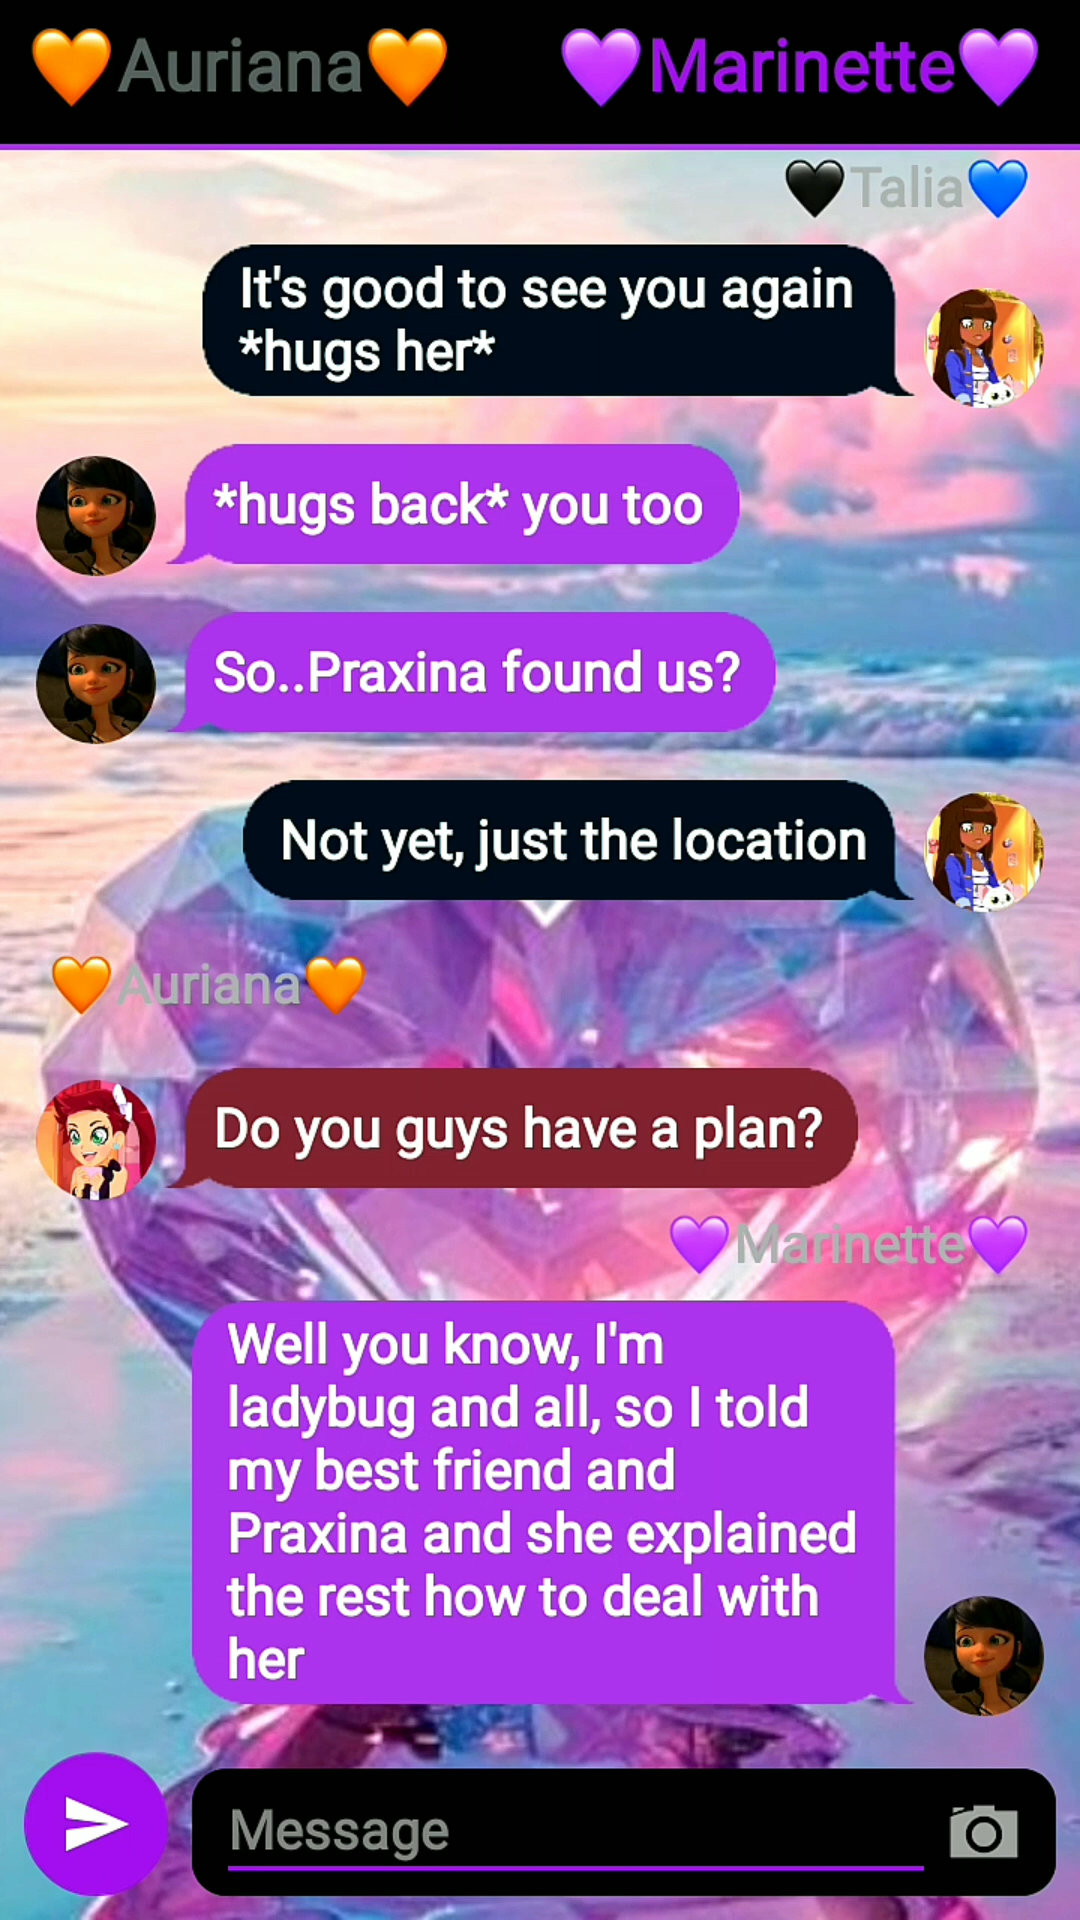 🧡Auriana🧡 💜Marinette💜
🖤Talia💙
It's good to see you again
*hugs her*
*hugs back* you too
So..Praxina found us?
Not yet, just the location
🧡Auriana🧡
Do you guys have a plan?
💜Marinette💜
Well you know, I'm
ladybug and all, so I told
my best friend and
Praxina and she explained
the rest how to deal with
her
Message